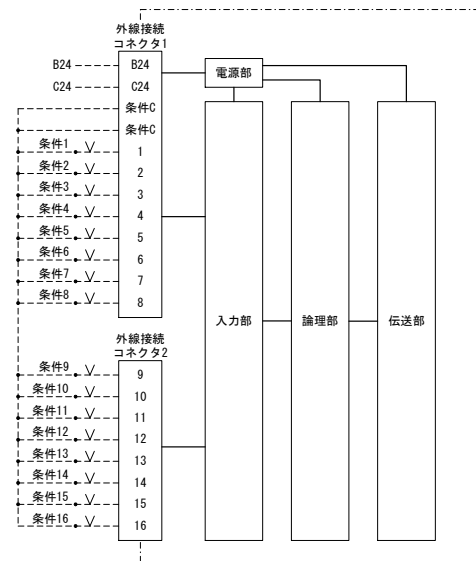 外線接続
コネクタ1
B24
B24
電源部
C24
C24
条件C
条件C
条件1
1
条件2
2
条件3
3
条件4
4
条件5
5
条件6
6
条件7
7
条件8
8
入力部
論理部
伝送部
外線接続
コネクタ2
条件9
9
条件10
10
条件11
11
条件12
12
条件13
13
条件14
14
条件15
15
条件16
16